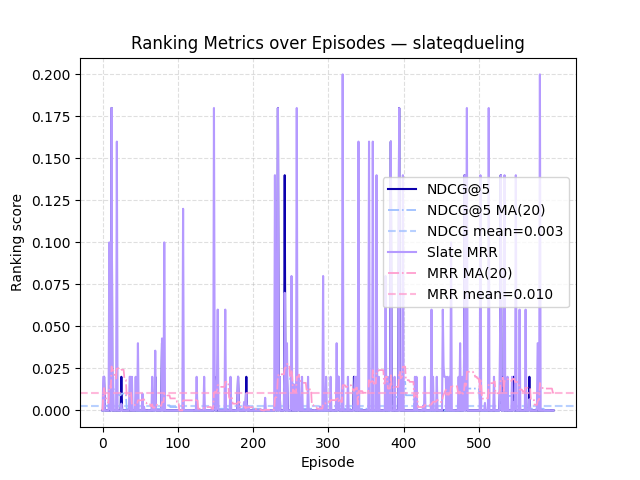 Ranking Metrics over Episodes — slateqdueling
0.200
0.175
0.150
0.125
0.100
0.075
0.050
0.025
0.000
Ranking score
NDCG@5
NDCG@5 MA(20)
NDCG mean=0.003
Slate MRR
MRR MA(20)
MRR mean=0.010
0 100 200 300 400 500
Episode